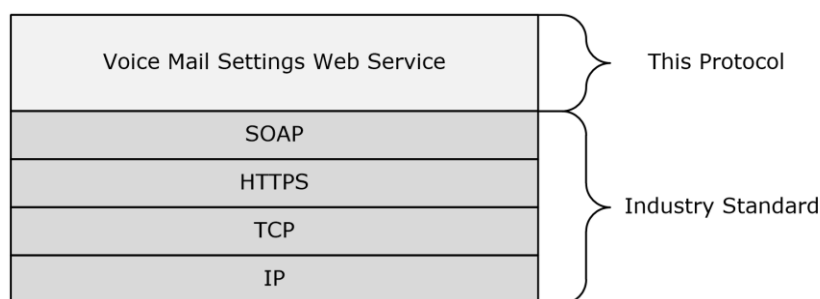 Voice Mail Settings Web Service
This Protocol
SOAP
HTTPS
TCP
IP
Industry Standard